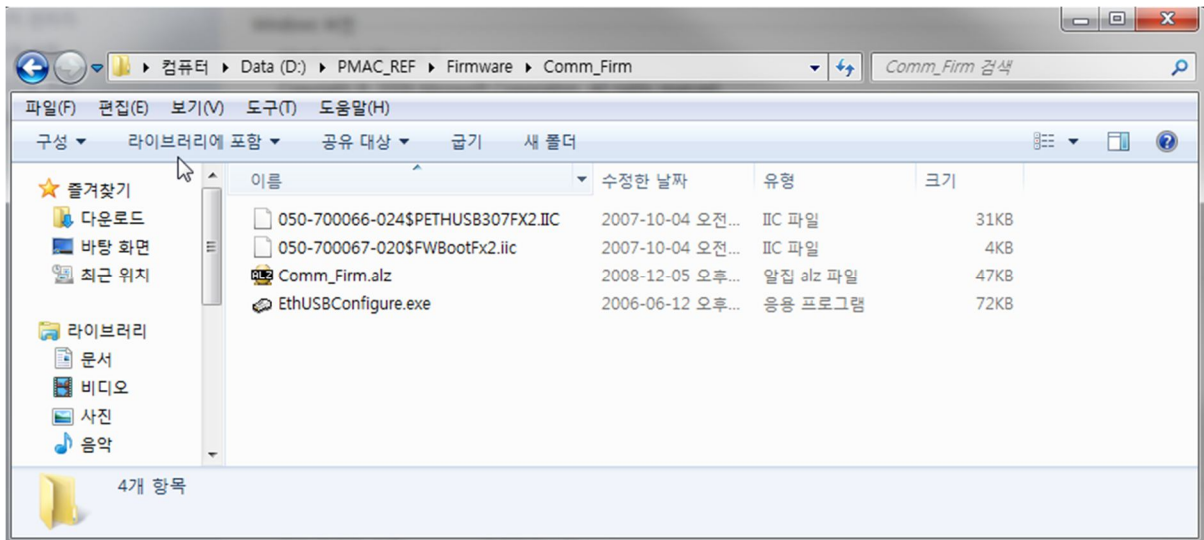 컴퓨터 Data (D:) PMAC_REF Firmware Comm_Firm Comm_Firm 검색
파일(F) 편집(E) 보기(V) 도구(T) 도움말(H)
구성 라이브러리에 포함 공유 대상 굽기 새 폴더
즐겨찾기
다운로드
바탕 화면
최근 위치
라이브러리
문서
비디오
사진
음악
이름 수정한 날짜 유형 크기
050-700066-024$PETHUSB307FX2.IIC 2007-10-04 오전... IIC 파일 31KB
050-700067-020$FWBootFx2.iic 2007-10-04 오전... IIC 파일 4KB
ALZ Comm_Firm.alz 2008-12-05 오후... 알집 alz 파일 47KB
EthUSBConfigure.exe 2006-06-12 오후... 응용 프로그램 72KB
4개 항목